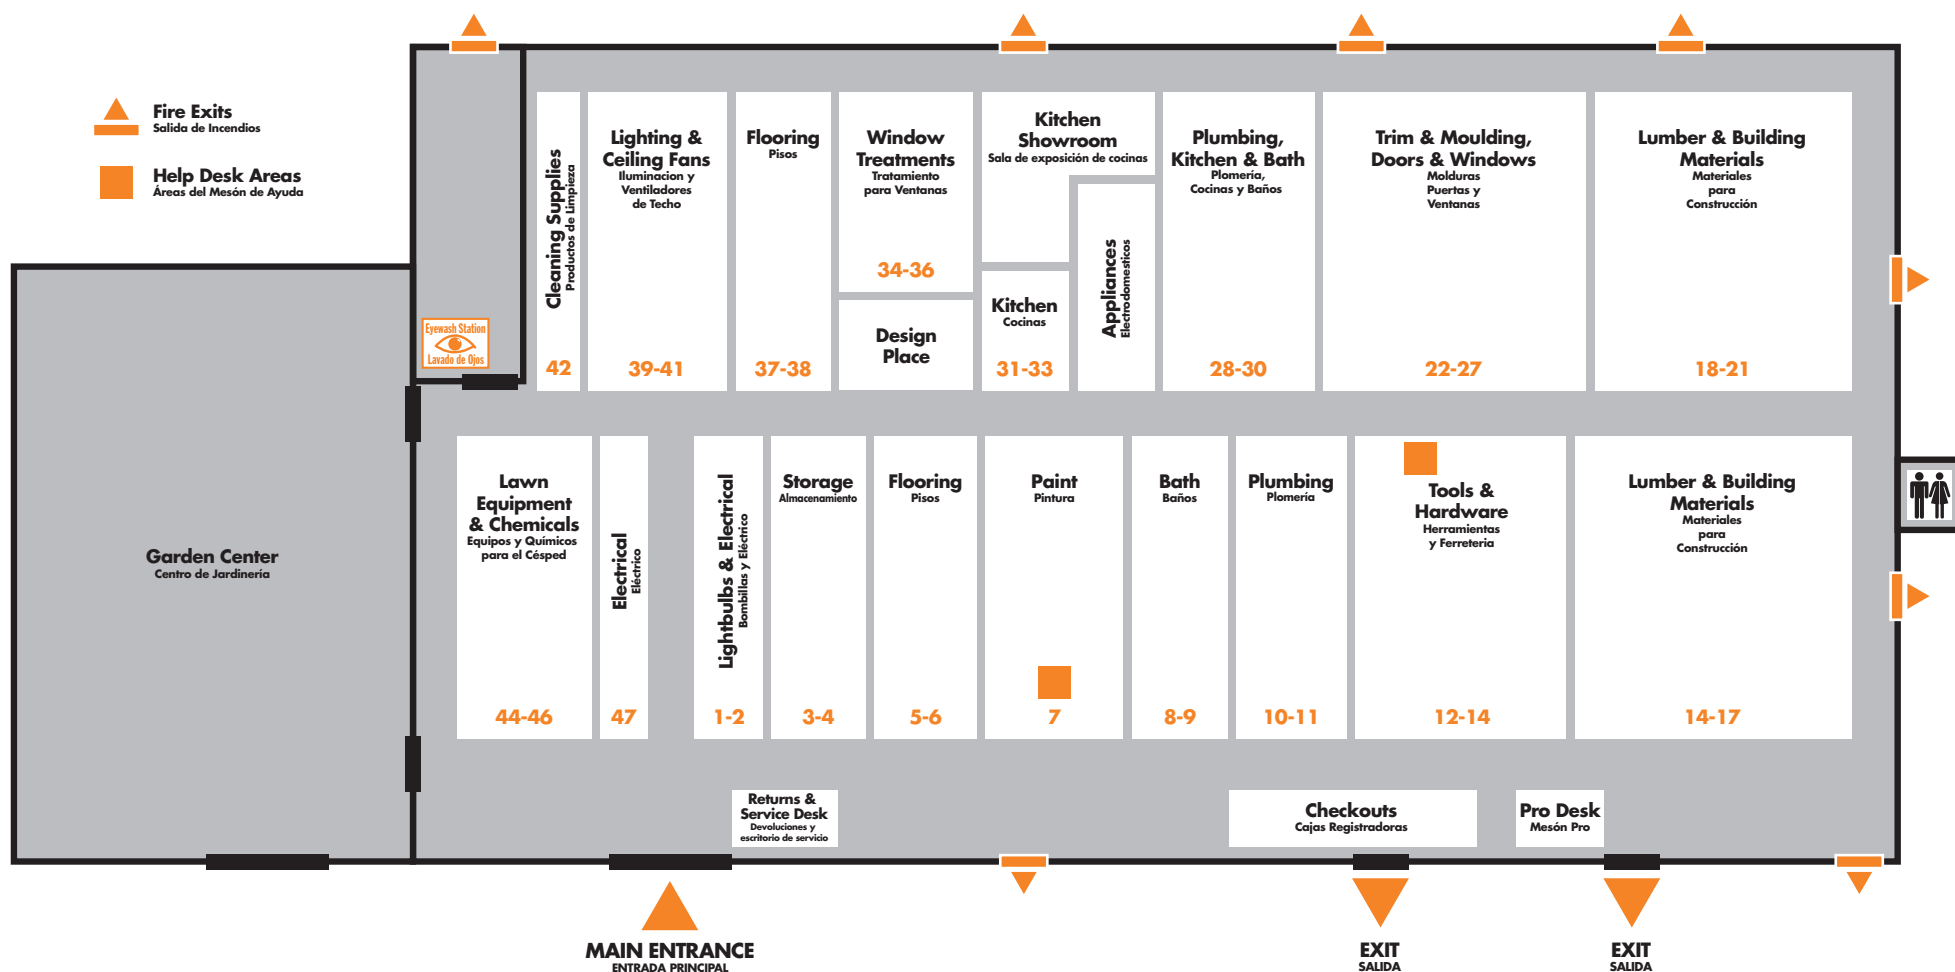 Fire Exits
Salida de Incendios
Help Desk Areas
Áreas del Mesón de Ayuda
Cleaning Supplies
Productos de Limpieza
42
Lighting &
Ceiling Fans
Iluminacion y
Ventiladores
de Techo
39-41
Flooring
Pisos
37-38
Window
Treatments
Tratamiento
para Ventanas
34-36
Design
Place
Kitchen
Showroom
Sala de exposición de cocinas
Kitchen
Cocinas
31-33
Appliances
Electrodomesticos
Plumbing,
Kitchen & Bath
Plomería,
Cocinas y Baños
28-30
Trim & Moulding,
Doors & Windows
Molduras
Puertas y
Ventanas
22-27
Lumber & Building
Materials
Materiales
para
Construcción
18-21
Eyewash Station
Lavado de Ojos
Garden Center
Centro de Jardinería
Lawn
Equipment
& Chemicals
Equipos y Químicos
para el Césped
44-46
Electrical
Eléctrico
47
Lightbulbs & Electrical
Bombillas y Eléctrico
1-2
Storage
Almacenamiento
3-4
Flooring
Pisos
5-6
Paint
Pintura
7
Bath
Baños
8-9
Plumbing
Plomería
10-11
Tools &
Hardware
Herramientas
y Ferreteria
12-14
Lumber & Building
Materials
Materiales
para
Construcción
14-17
Returns &
Service Desk
Devoluciones y
escritorio de servicio
Checkouts
Cajas Registradoras
Pro Desk
Mesón Pro
MAIN ENTRANCE
ENTRADA PRINCIPAL
EXIT
SALIDA
EXIT
SALIDA